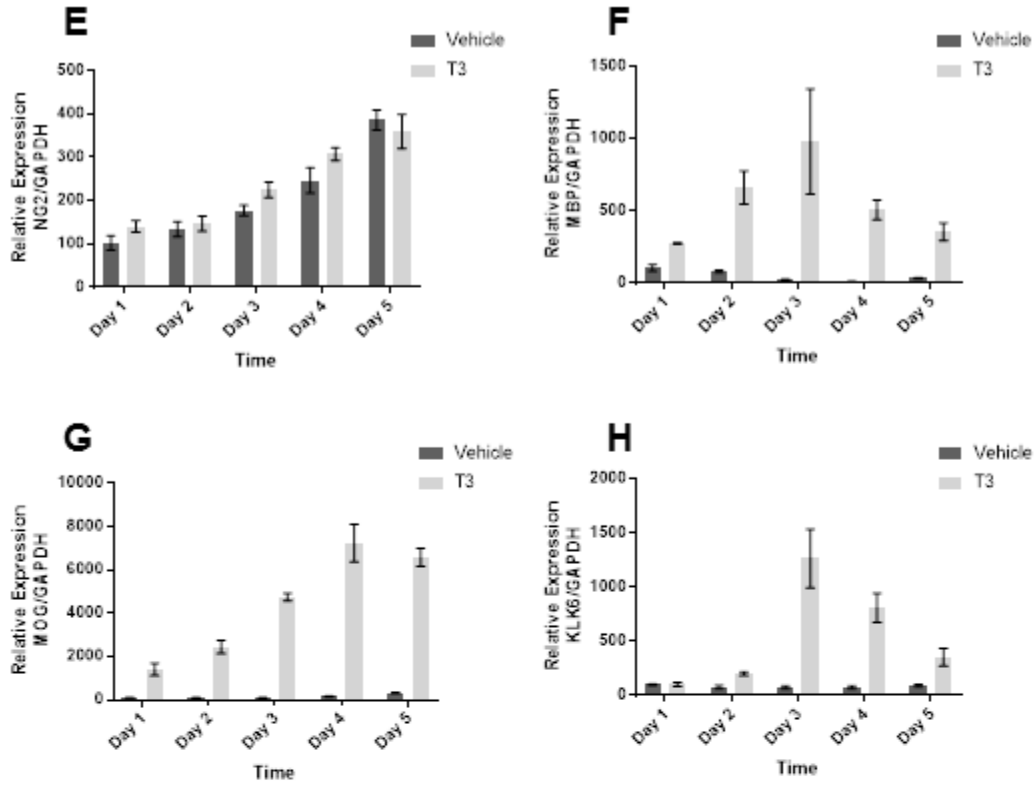 E
Vehicle
T3
500
400
300
200
100
0
Relative Expression
NG2/GAPDH
Day 1 Day 2 Day 3 Day 4 Day 5
Time
F
Vehicle
T3
1500
1000
500
0
Relative Expression
MBP/GAPDH
Day 1 Day 2 Day 3 Day 4 Day 5
Time
G
Vehicle
T3
10000
8000
6000
4000
2000
0
Relative Expression
MOG/GAPDH
Day 1 Day 2 Day 3 Day 4 Day 5
Time
H
Vehicle
T3
2000
1500
1000
500
0
Relative Expression
KLK6/GAPDH
Day 1 Day 2 Day 3 Day 4 Day 5
Time